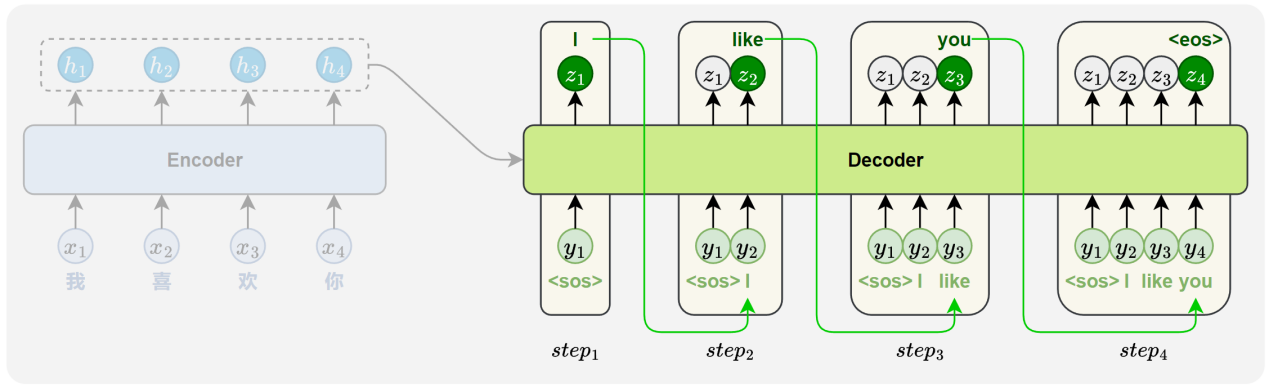 I like you <eos>
h₁ h₂ h₃ h₄ z₁ z₁ z₂ z₁ z₂ z₃ z₁ z₂ z₃ z₄
Encoder Decoder
x₁ x₂ x₃ x₄ y₁ y₁ y₂ y₁ y₂ y₃ y₁ y₂ y₃ y₄
我 喜 欢 你 <sos> <sos> I <sos> I like <sos> I like you
step₁ step₂ step₃ step₄